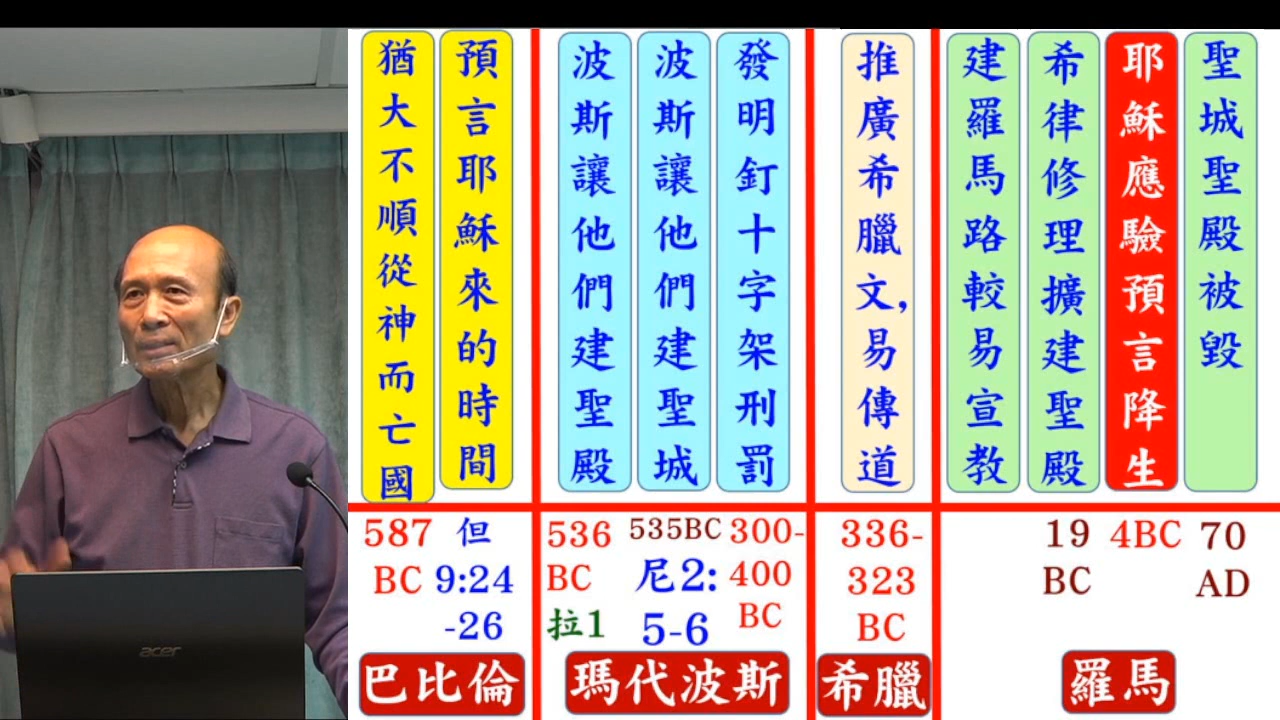 猶大不順從神而亡國
預言耶穌來的時間
波斯讓他們建聖殿
波斯讓他們建聖城
發明釘十字架刑罰
推廣希臘文,易傳道
建羅馬路較易宣教
希律修理擴建聖殿
耶穌應驗預言降生
聖城聖殿被毀
587
BC
但
9:24
-26
536
BC
拉1
535BC
尼2:
5-6
300-
400
BC
336-
323
BC
19
BC
4BC
70
AD
巴比倫
瑪代波斯
希臘
羅馬
acer